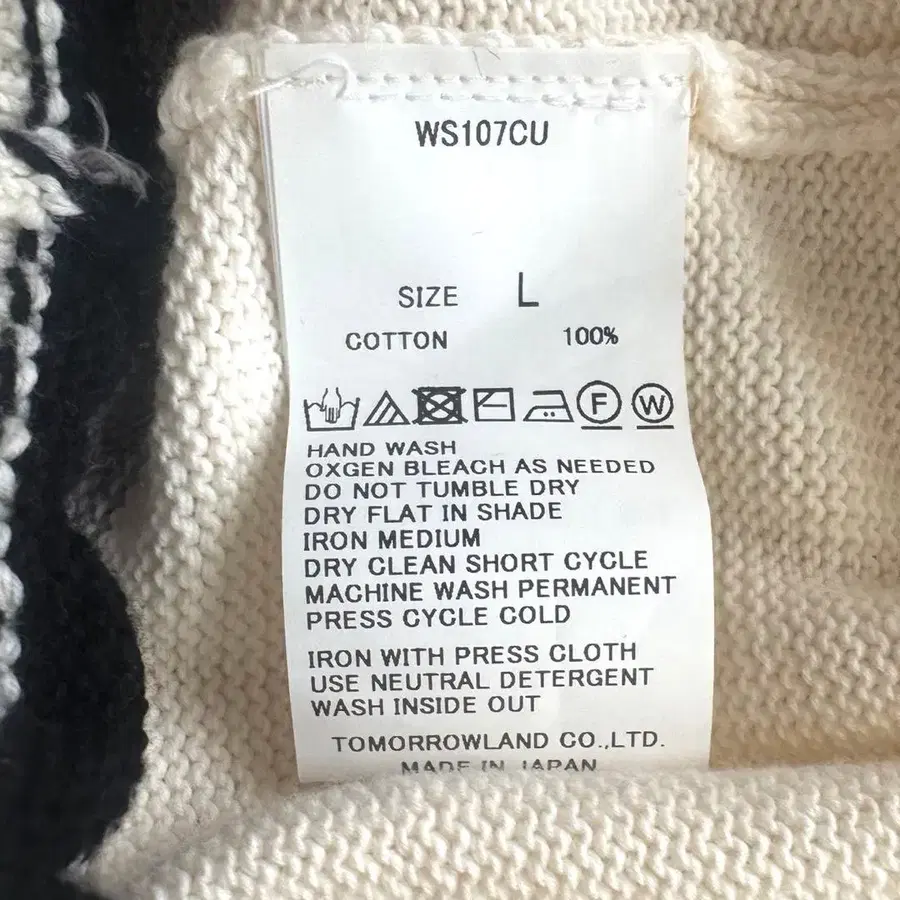 WS107CU
SIZE L
COTTON 100%
F W
HAND WASH
OXGEN BLEACH AS NEEDED
DO NOT TUMBLE DRY
DRY FLAT IN SHADE
IRON MEDIUM
DRY CLEAN SHORT CYCLE
MACHINE WASH PERMANENT
PRESS CYCLE COLD
IRON WITH PRESS CLOTH
USE NEUTRAL DETERGENT
WASH INSIDE OUT
TOMORROWLAND CO.,LTD.
MADE IN JAPAN